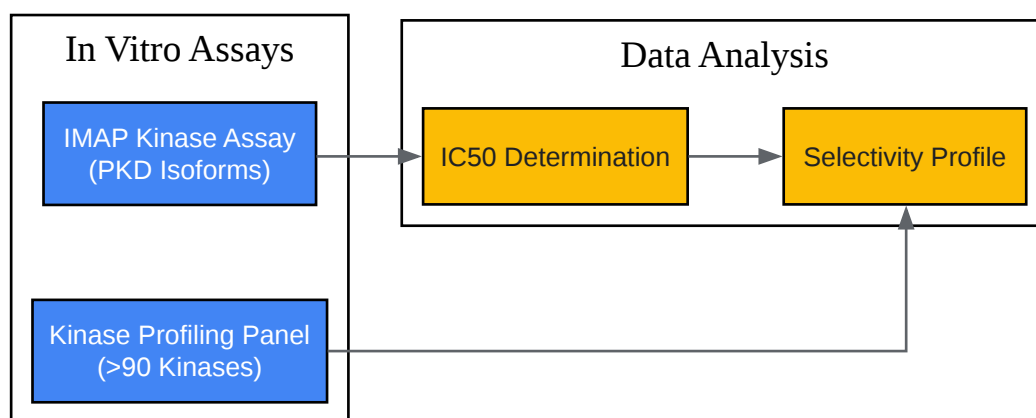 In Vitro Assays
IMAP Kinase Assay
(PKD Isoforms)
Kinase Profiling Panel
(>90 Kinases)
Data Analysis
IC50 Determination
Selectivity Profile